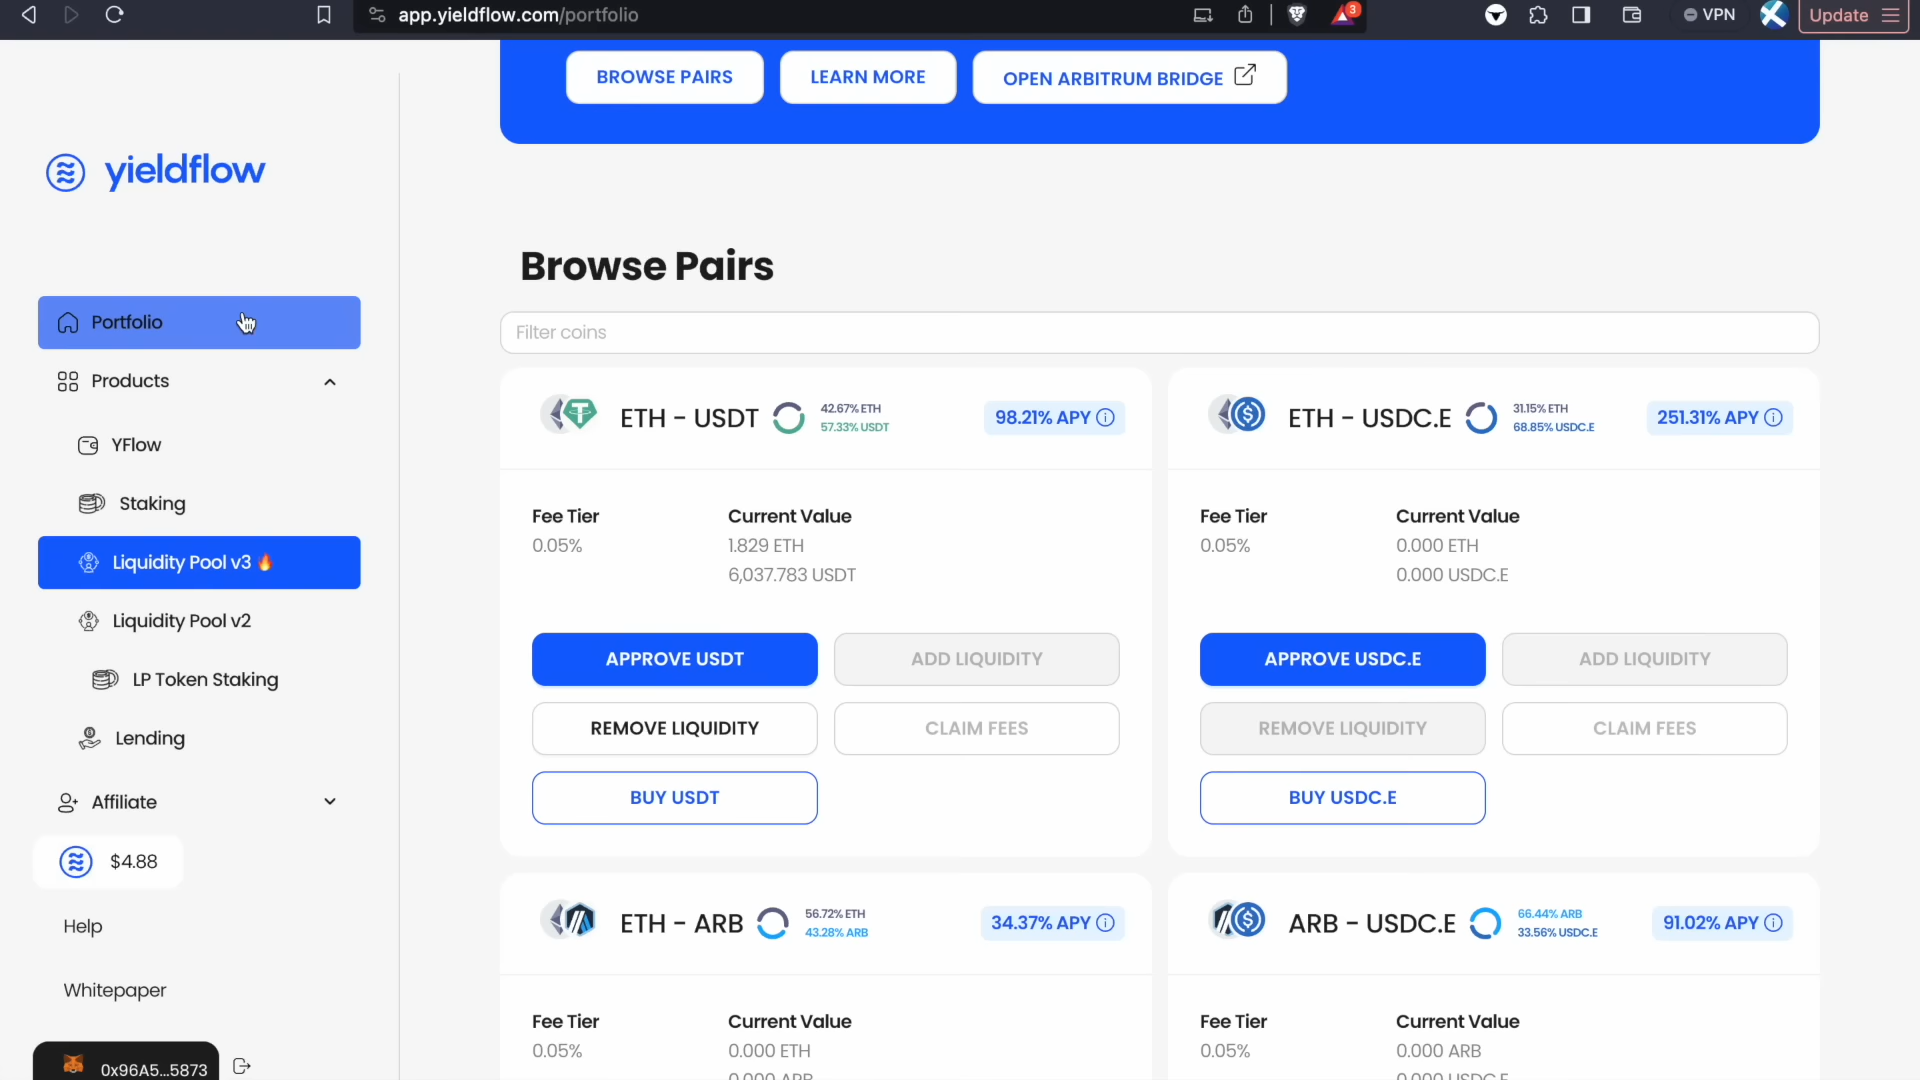 app.yieldflow.com/portfolio
3
VPN
Update
BROWSE PAIRS
LEARN MORE
OPEN ARBITRUM BRIDGE
yieldflow
Portfolio
Products
YFlow
Staking
Liquidity Pool v3 🔥
Liquidity Pool v2
LP Token Staking
Lending
Affiliate
$4.88
Help
Whitepaper
0x96A5...5873
Browse Pairs
Filter coins
ETH - USDT
42.67% ETH
57.33% USDT
98.21% APY
Fee Tier
0.05%
Current Value
1.829 ETH
6,037.783 USDT
APPROVE USDT
ADD LIQUIDITY
REMOVE LIQUIDITY
CLAIM FEES
BUY USDT
ETH - USDC.E
31.15% ETH
68.85% USDC.E
251.31% APY
Fee Tier
0.05%
Current Value
0.000 ETH
0.000 USDC.E
APPROVE USDC.E
ADD LIQUIDITY
REMOVE LIQUIDITY
CLAIM FEES
BUY USDC.E
ETH - ARB
56.72% ETH
43.28% ARB
34.37% APY
Fee Tier
0.05%
Current Value
0.000 ETH
0.000 ARB
ARB - USDC.E
66.44% ARB
33.56% USDC.E
91.02% APY
Fee Tier
0.05%
Current Value
0.000 ARB
0.000 USDC.E